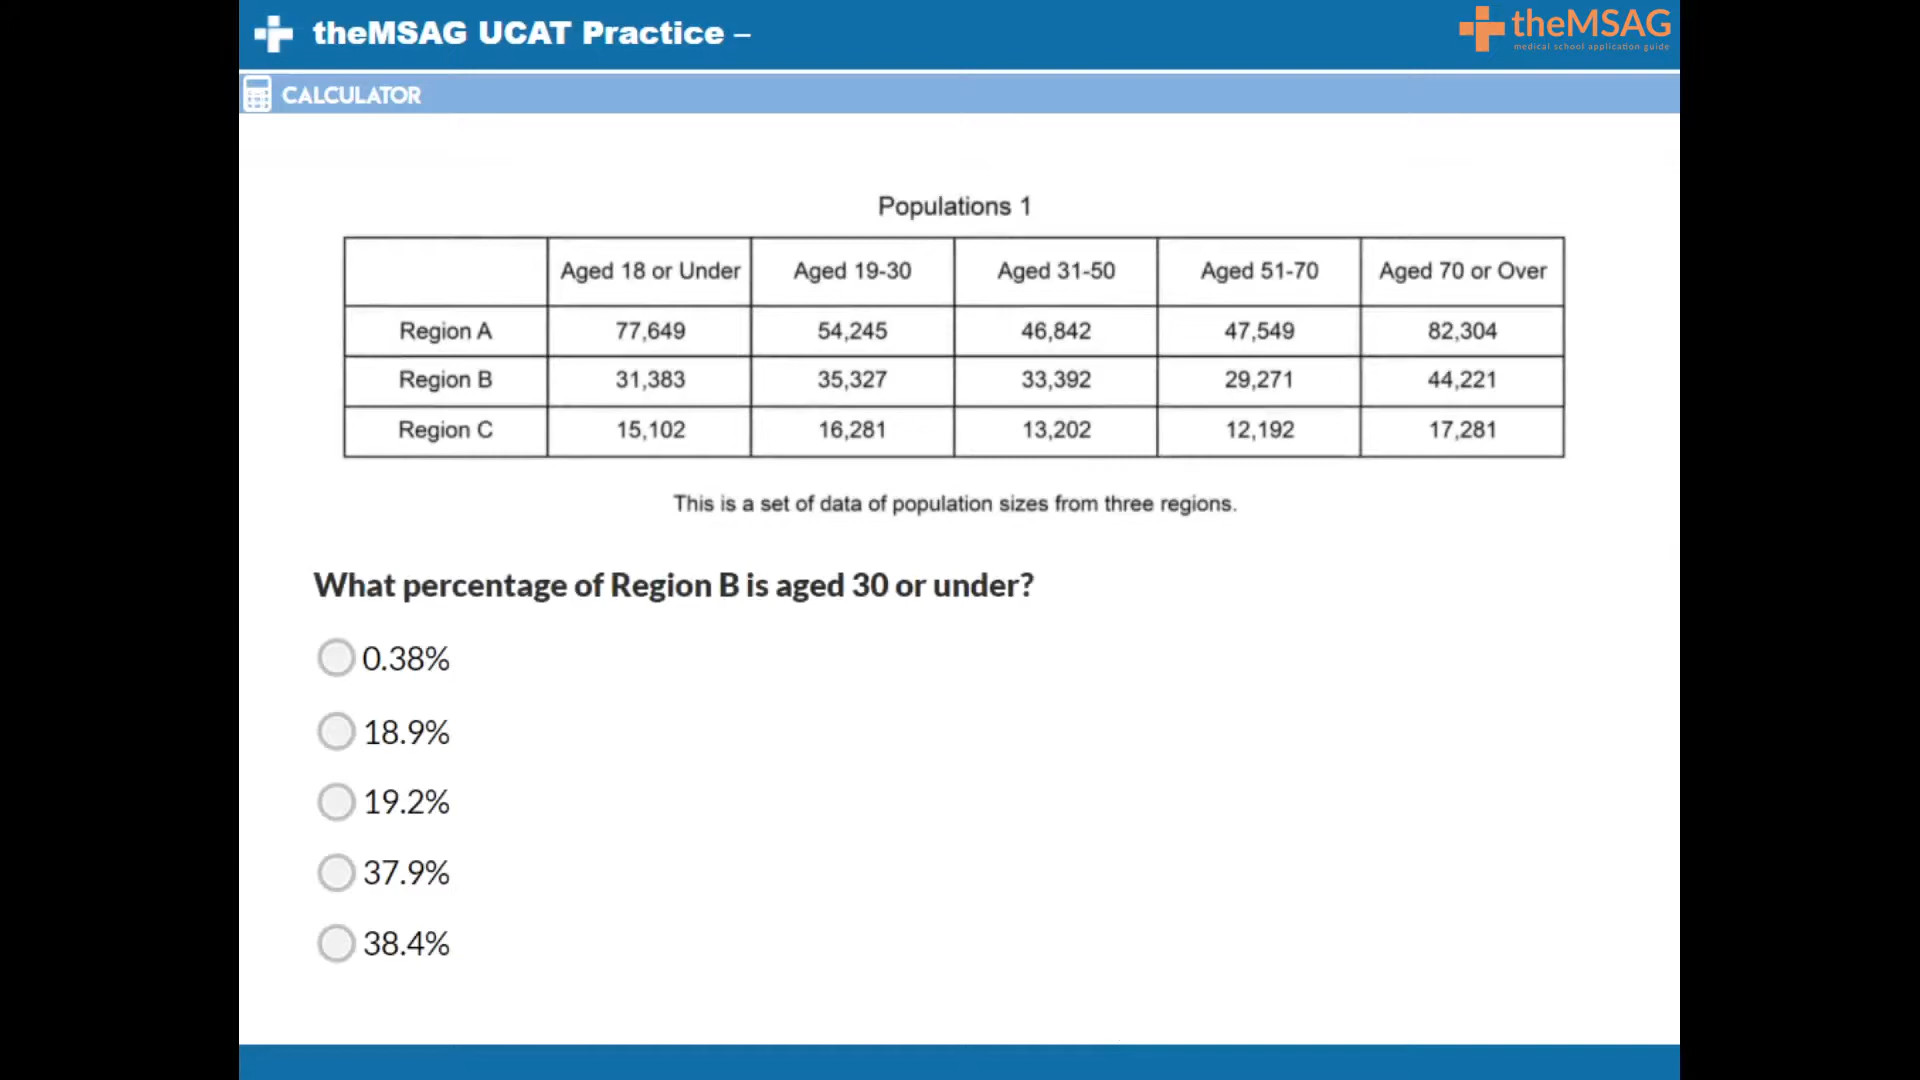 theMSAG UCAT Practice –
theMSAG
medical school application guide
CALCULATOR
Populations 1
Aged 18 or Under Aged 19-30 Aged 31-50 Aged 51-70 Aged 70 or Over
Region A 77,649 54,245 46,842 47,549 82,304
Region B 31,383 35,327 33,392 29,271 44,221
Region C 15,102 16,281 13,202 12,192 17,281
This is a set of data of population sizes from three regions.
What percentage of Region B is aged 30 or under?
0.38%
18.9%
19.2%
37.9%
38.4%